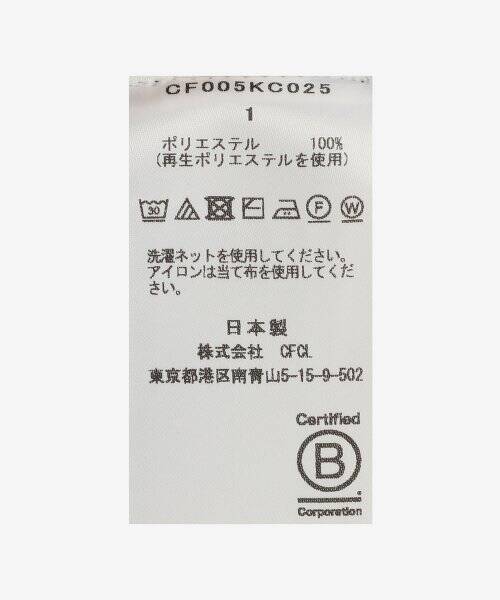 CF005KC025
1
ポリエステル 100%
(再生ポリエステルを使用)
30 F W
洗濯ネットを使用してください。
アイロンは当て布を使用してくだ
さい。
日本製
株式会社 CFCL
東京都港区南青山5-15-9-502
Certified
B
Corporation